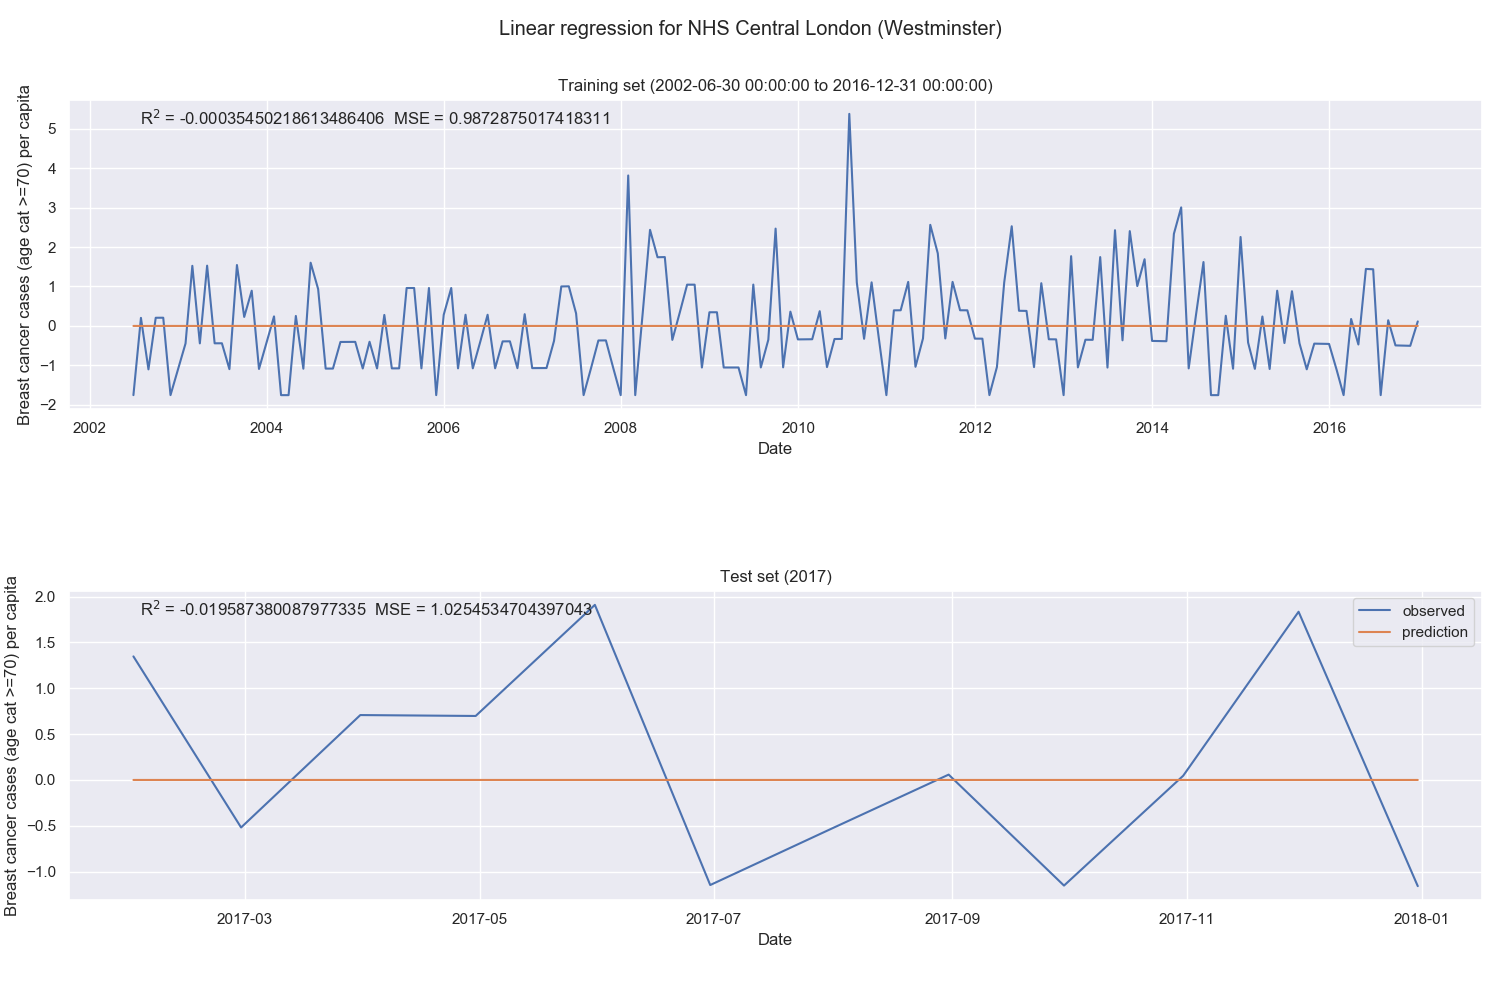 Linear regression for NHS Central London (Westminster)
Training set (2002-06-30 00:00:00 to 2016-12-31 00:00:00)
R² = -0.00035450218613486406 MSE = 0.9872875017418311
Breast cancer cases (age cat >=70) per capita
5
4
3
2
1
0
−1
−2
2002 2004 2006 2008 2010 2012 2014 2016
Date
Test set (2017)
R² = -0.019587380087977335 MSE = 1.0254534704397043
observed
prediction
Breast cancer cases (age cat >=70) per capita
2.0
1.5
1.0
0.5
0.0
−0.5
−1.0
2017-03 2017-05 2017-07 2017-09 2017-11 2018-01
Date